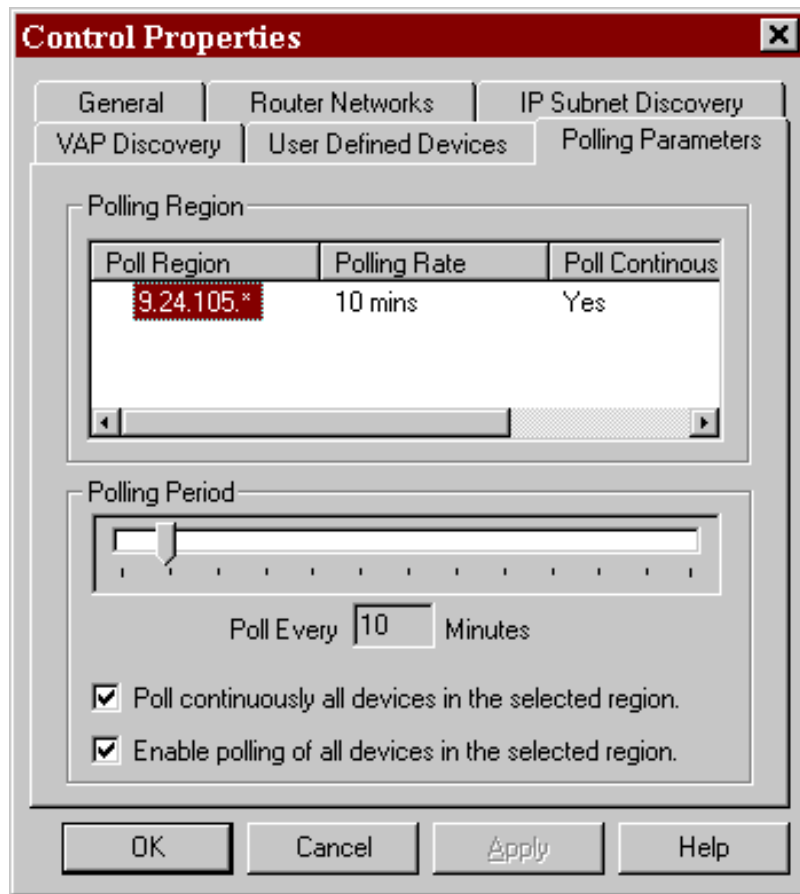 Control Properties
General Router Networks IP Subnet Discovery
VAP Discovery User Defined Devices Polling Parameters
Polling Region
Poll Region Polling Rate Poll Continous
9.24.105.* 10 mins Yes
Polling Period
Poll Every 10 Minutes
Poll continuously all devices in the selected region.
Enable polling of all devices in the selected region.
OK Cancel Apply Help